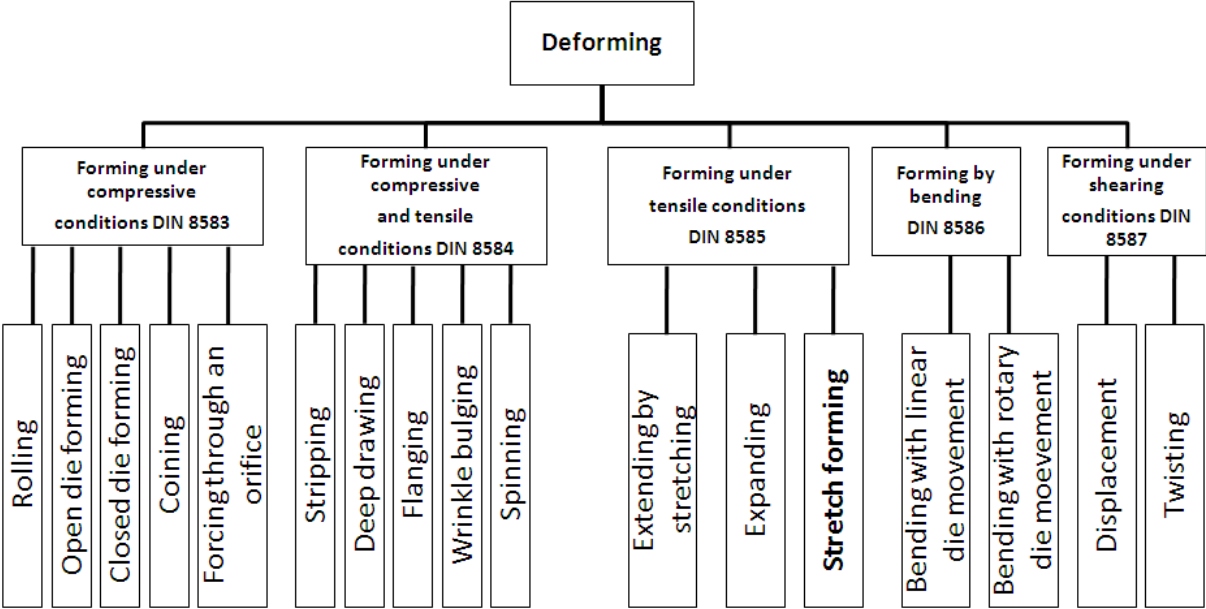 Deforming
Forming under
compressive
conditions DIN 8583
Forming under
compressive
and tensile
conditions DIN 8584
Forming under
tensile conditions
DIN 8585
Forming by
bending
DIN 8586
Forming under
shearing
conditions DIN
8587
Rolling
Open die forming
Closed die forming
Coining
Forcing through an
orifice
Stripping
Deep drawing
Flanging
Wrinkle bulging
Spinning
Extending by
stretching
Expanding
Stretch forming
Bending with linear
die movement
Bending with rotary
die moevement
Displacement
Twisting